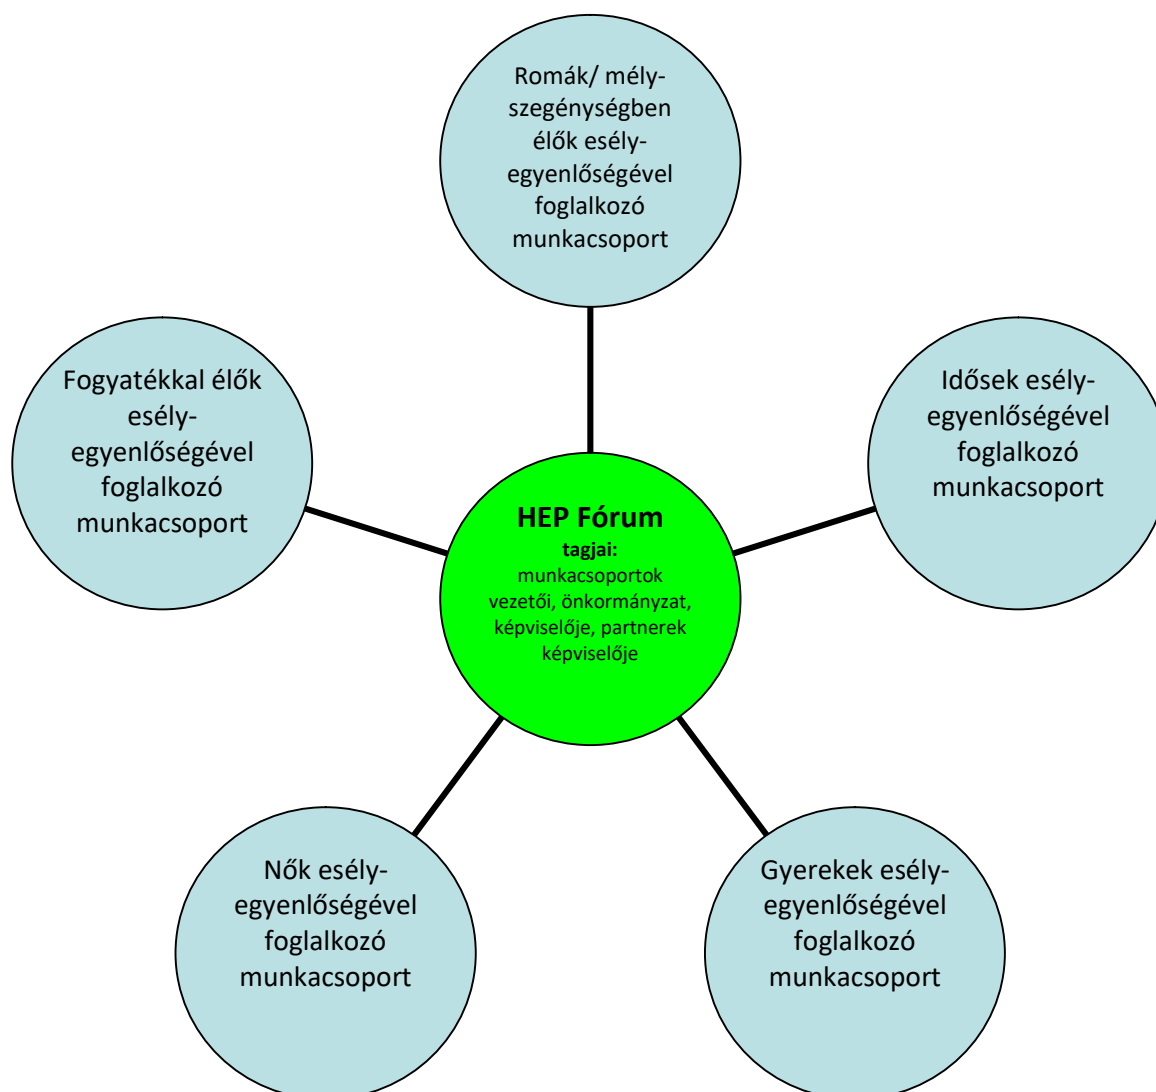 Romák/ mély-
szegénységben
élők esély-
egyenlőségével
foglalkozó
munkacsoport
Fogyatékkal élők
esély-
egyenlőségével
foglalkozó
munkacsoport
Idősek esély-
egyenlőségével
foglalkozó
munkacsoport
HEP Fórum
tagjai:
munkacsoportok
vezetői, önkormányzat,
képviselője, partnerek
képviselője
Nők esély-
egyenlőségével
foglalkozó
munkacsoport
Gyerekek esély-
egyenlőségével
foglalkozó
munkacsoport